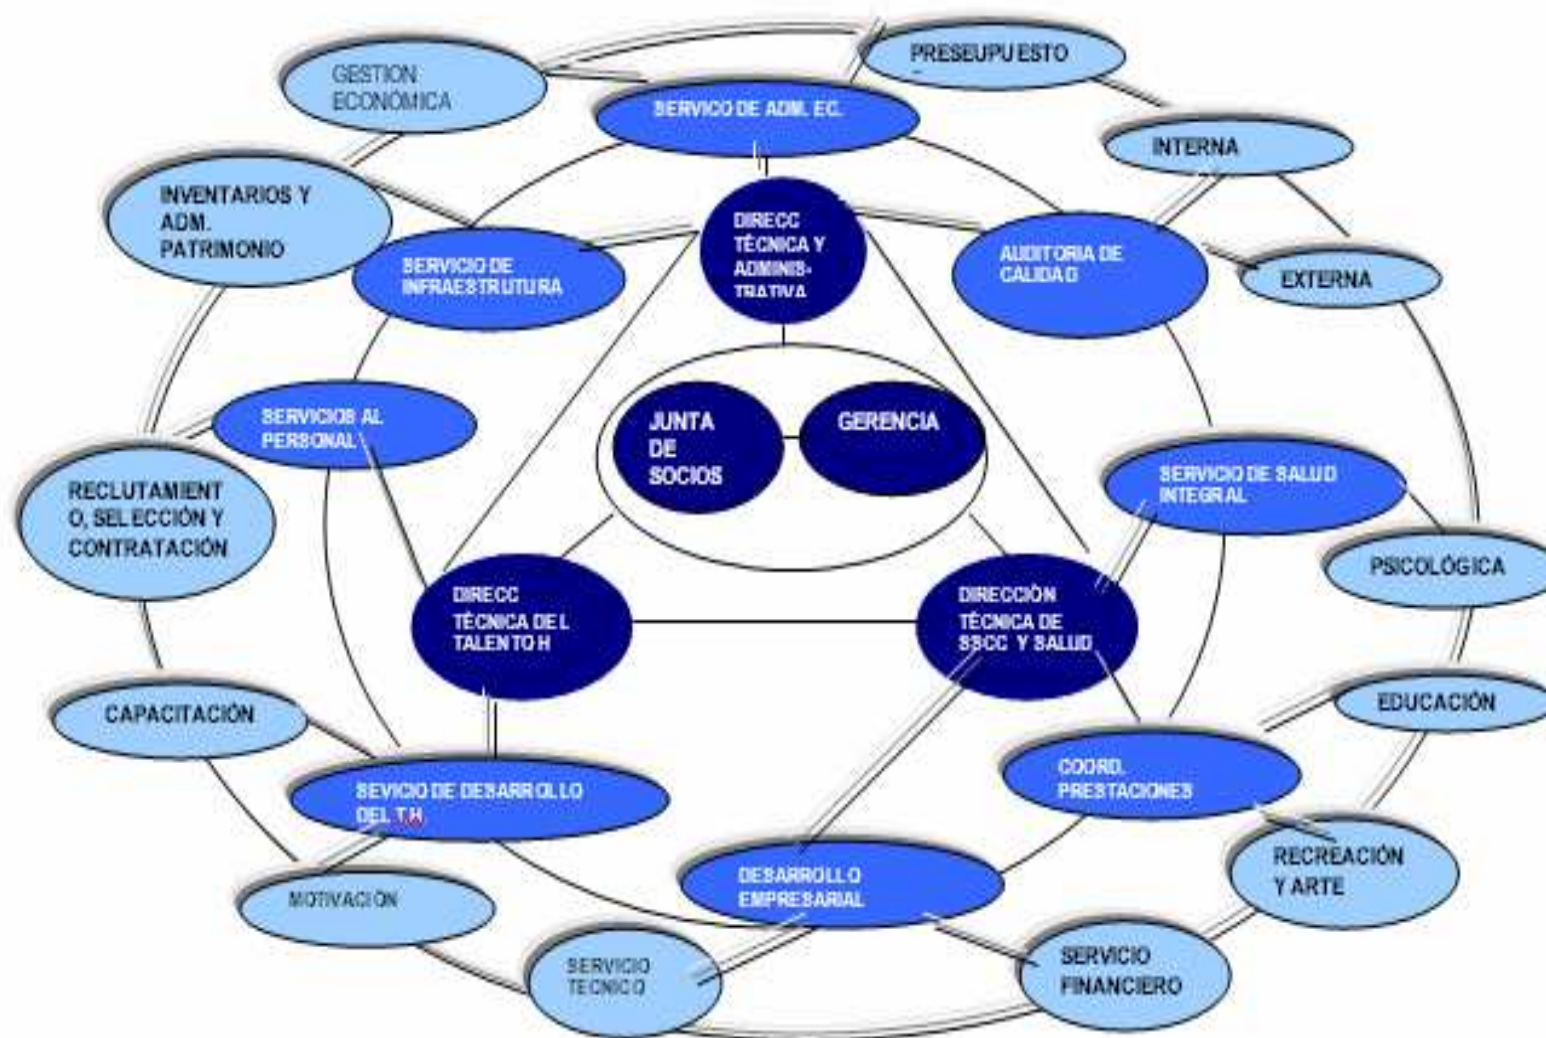 PRESEUPUESTO
GESTION
ECONÓMICA
SERVICO DE ADM. EC.
INTERNA
INVENTARIOS Y
ADM.
PATRIMONIO
DIRECC
TÉCNICA Y
ADMINIS-
TRATIVA
SERVICIO DE
INFRAESTRUTURA
AUDITORIA DE
CALIDAD
EXTERNA
SERVICIOS AL
PERSONAL
JUNTA
DE
SOCIOS
GERENCIA
SERVICIO DE SALUD
INTEGRAL
RECLUTAMIENT
O, SELECCIÓN Y
CONTRATACIÓN
PSICOLÓGICA
DIRECC
TÉCNICA DEL
TALENTO H
DIRECCIÓN
TÉCNICA DE
SSCC Y SALUD
CAPACITACIÓN
EDUCACIÓN
SEVICIO DE DESARROLLO
DEL T.H.
COORD.
PRESTACIONES
RECREACIÓN
Y ARTE
MOTIVACIÓN
DESARROLLO
EMPRESARIAL
SERVICIO
TECNICO
SERVICIO
FINANCIERO